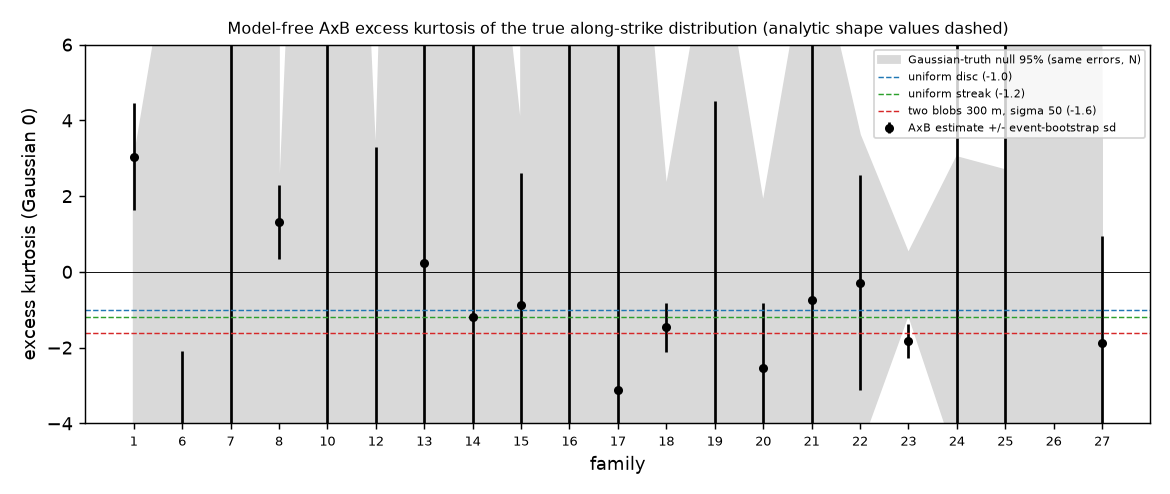 Model-free AxB excess kurtosis of the true along-strike distribution (analytic shape values dashed)
excess kurtosis (Gaussian 0)
6
4
2
0
−2
−4
Gaussian-truth null 95% (same errors, N)
uniform disc (-1.0)
uniform streak (-1.2)
two blobs 300 m, sigma 50 (-1.6)
AxB estimate +/- event-bootstrap sd
1 6 7 8 10 12 13 14 15 16 17 18 19 20 21 22 23 24 25 26 27
family